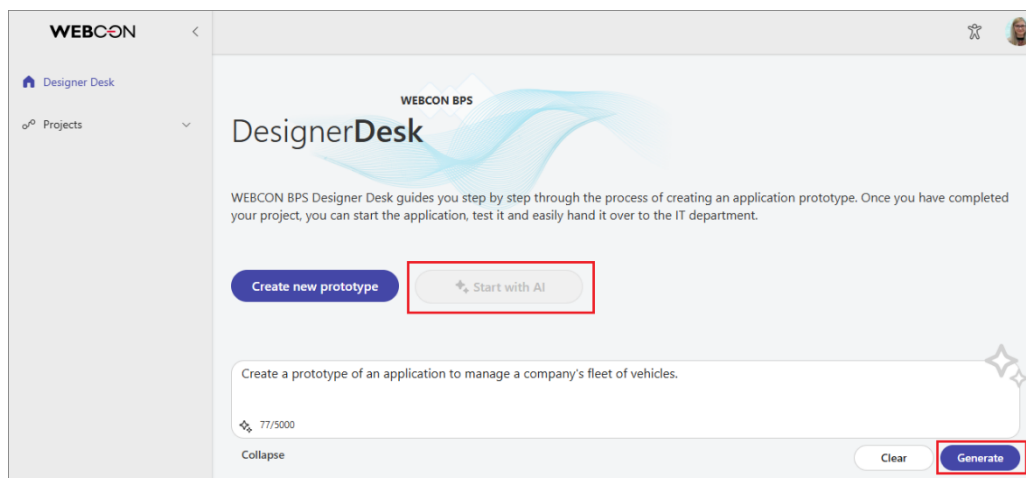 WEBCON
Designer Desk
Projects
WEBCON BPS
DesignerDesk
WEBCON BPS Designer Desk guides you step by step through the process of creating an application prototype. Once you have completed
your project, you can start the application, test it and easily hand it over to the IT department.
Create new prototype
Start with AI
Create a prototype of an application to manage a company's fleet of vehicles.
77/5000
Collapse
Clear
Generate